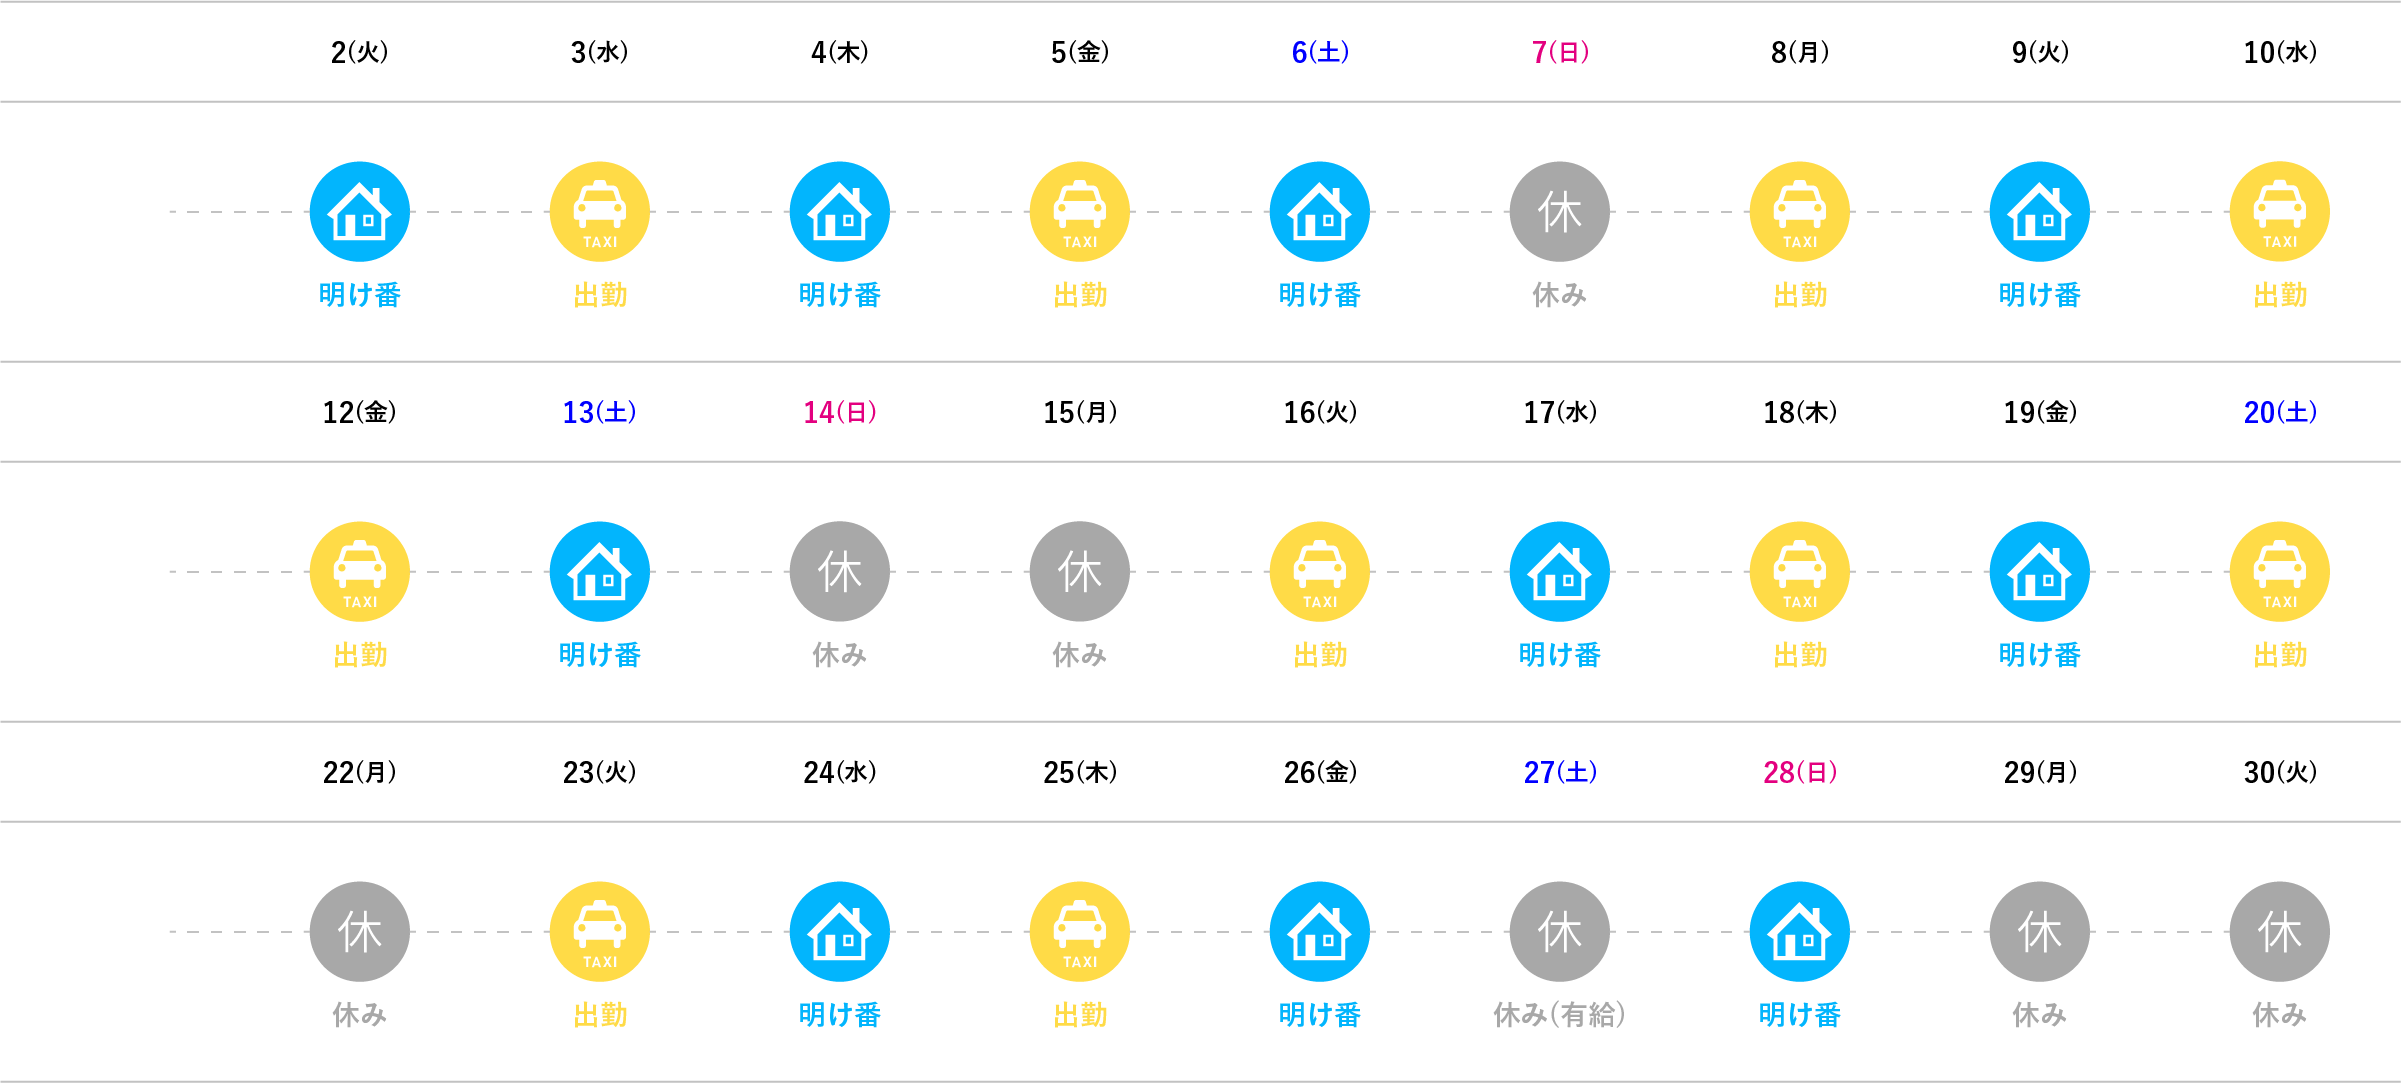 2(火) 3(水) 4(木) 5(金) 6(土) 7(日) 8(月) 9(火) 10(水)
休
TAXI TAXI TAXI TAXI
明け番 出勤 明け番 出勤 明け番 休み 出勤 明け番 出勤
12(金) 13(土) 14(日) 15(月) 16(火) 17(水) 18(木) 19(金) 20(土)
休 休
TAXI TAXI TAXI TAXI
出勤 明け番 休み 休み 出勤 明け番 出勤 明け番 出勤
22(月) 23(火) 24(水) 25(木) 26(金) 27(土) 28(日) 29(月) 30(火)
休 休 休 休
TAXI TAXI
休み 出勤 明け番 出勤 明け番 休み(有給) 明け番 休み 休み